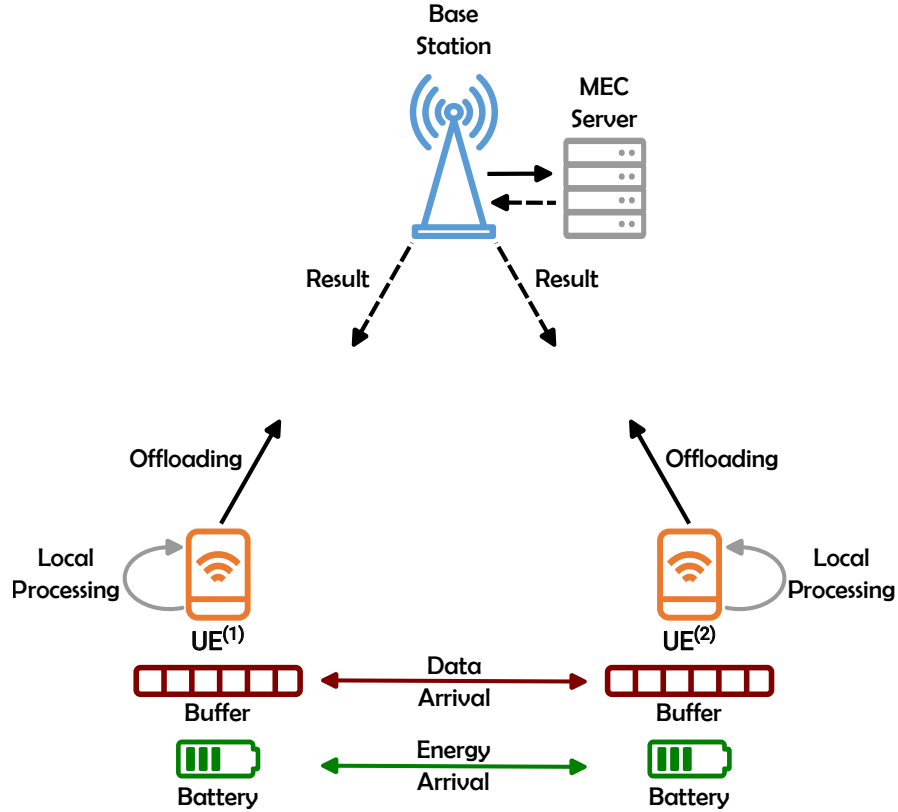 Base
Station
MEC
Server
Result
Result
Offloading
Offloading
Local
Processing
Local
Processing
UE⁽¹⁾
UE⁽²⁾
Data
Arrival
Buffer
Buffer
Energy
Arrival
Battery
Battery